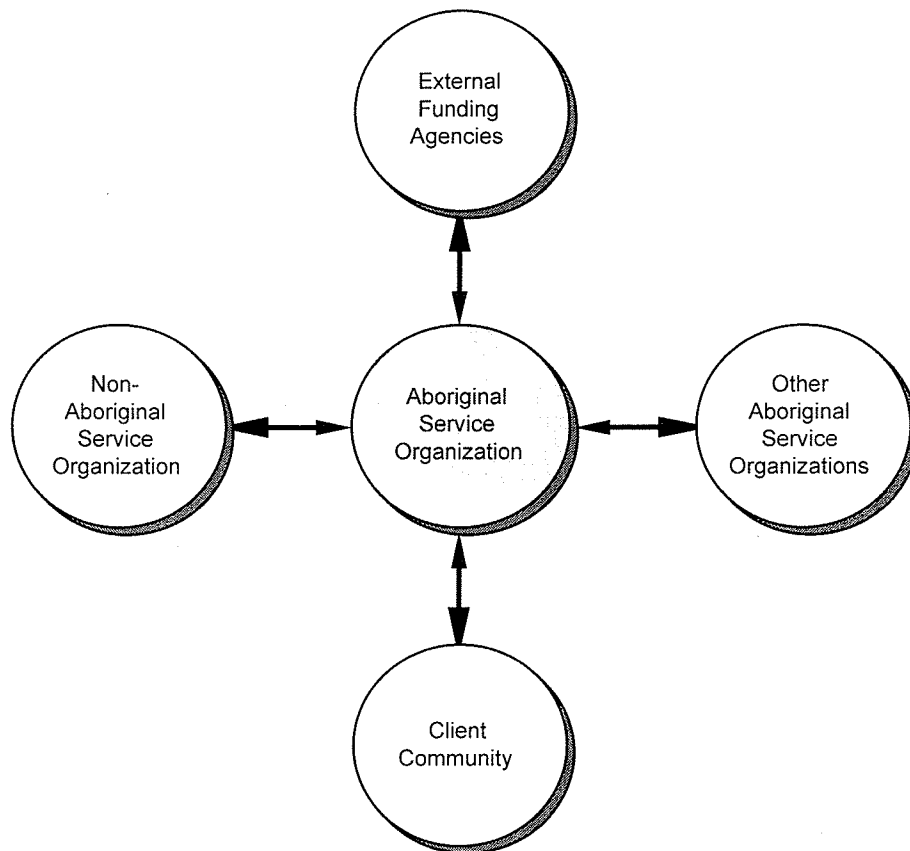 External
Funding
Agencies
Non-
Aboriginal
Service
Organization
Aboriginal
Service
Organization
Other
Aboriginal
Service
Organizations
Client
Community